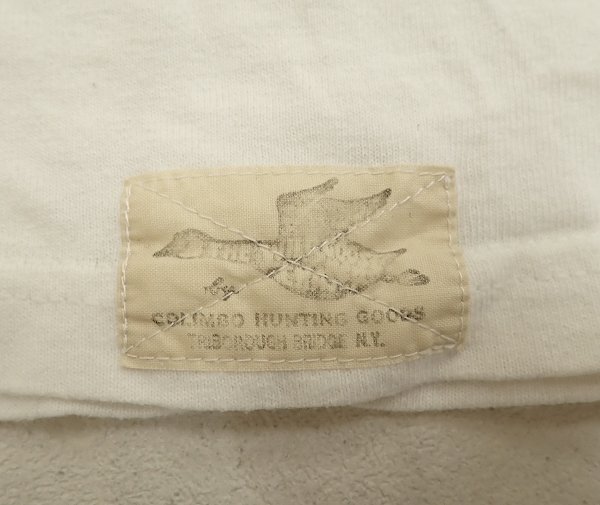 COLIMBO HUNTING GOODS
TRIBOROUGH BRIDGE N.Y.